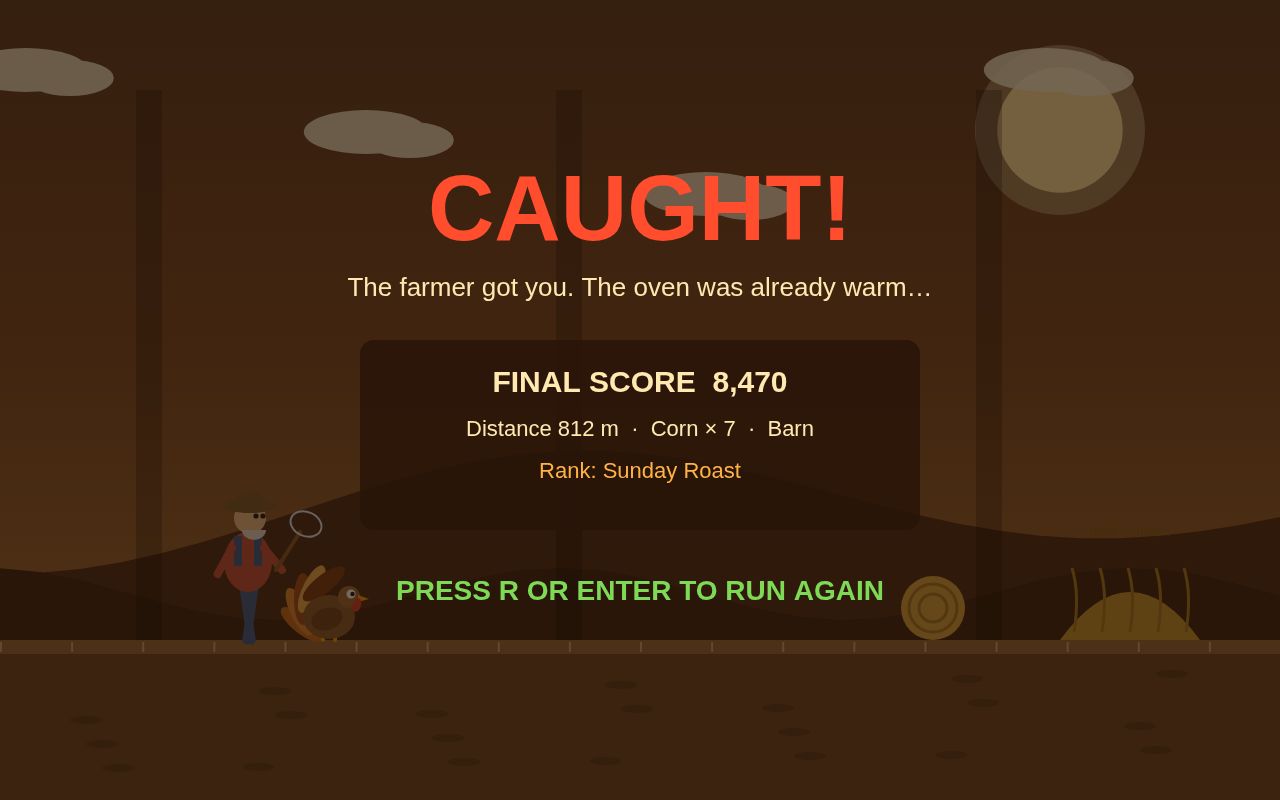 CAUGHT!
The farmer got you. The oven was already warm…
FINAL SCORE 8,470
Distance 812 m · Corn × 7 · Barn
Rank: Sunday Roast
PRESS R OR ENTER TO RUN AGAIN